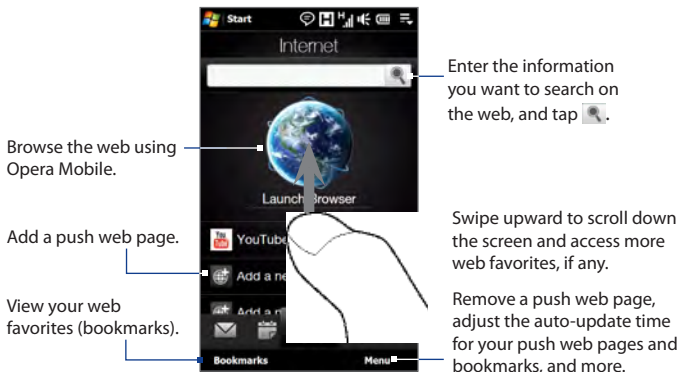 Start
Internet
Enter the information
you want to search on
the web, and tap
.
Browse the web using
Opera Mobile.
Launch Browser
Swipe upward to scroll down
the screen and access more
web favorites, if any.
You
Tube
YouTube
Add a push web page.
Add a
View your web
favorites (bookmarks).
Add a
Remove a push web page,
adjust the auto-update time
for your push web pages and
bookmarks, and more.
Bookmarks
Menu